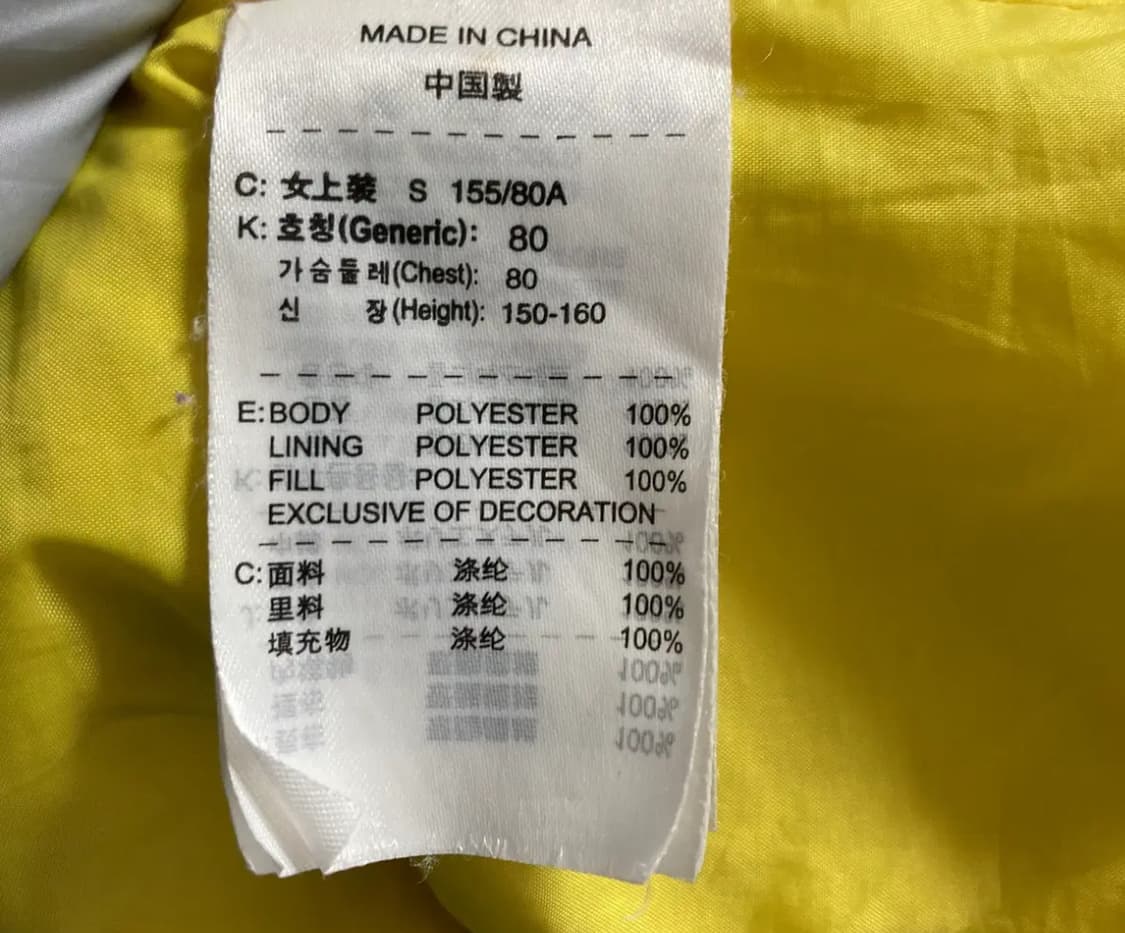 MADE IN CHINA
中国製
C: 女上装 S 155/80A
K: 호칭(Generic): 80
가슴둘레(Chest): 80
신 장(Height): 150-160
E: BODY POLYESTER 100%
LINING POLYESTER 100%
FILL POLYESTER 100%
EXCLUSIVE OF DECORATION
C: 面料 涤纶 100%
里料 涤纶 100%
填充物 涤纶 100%